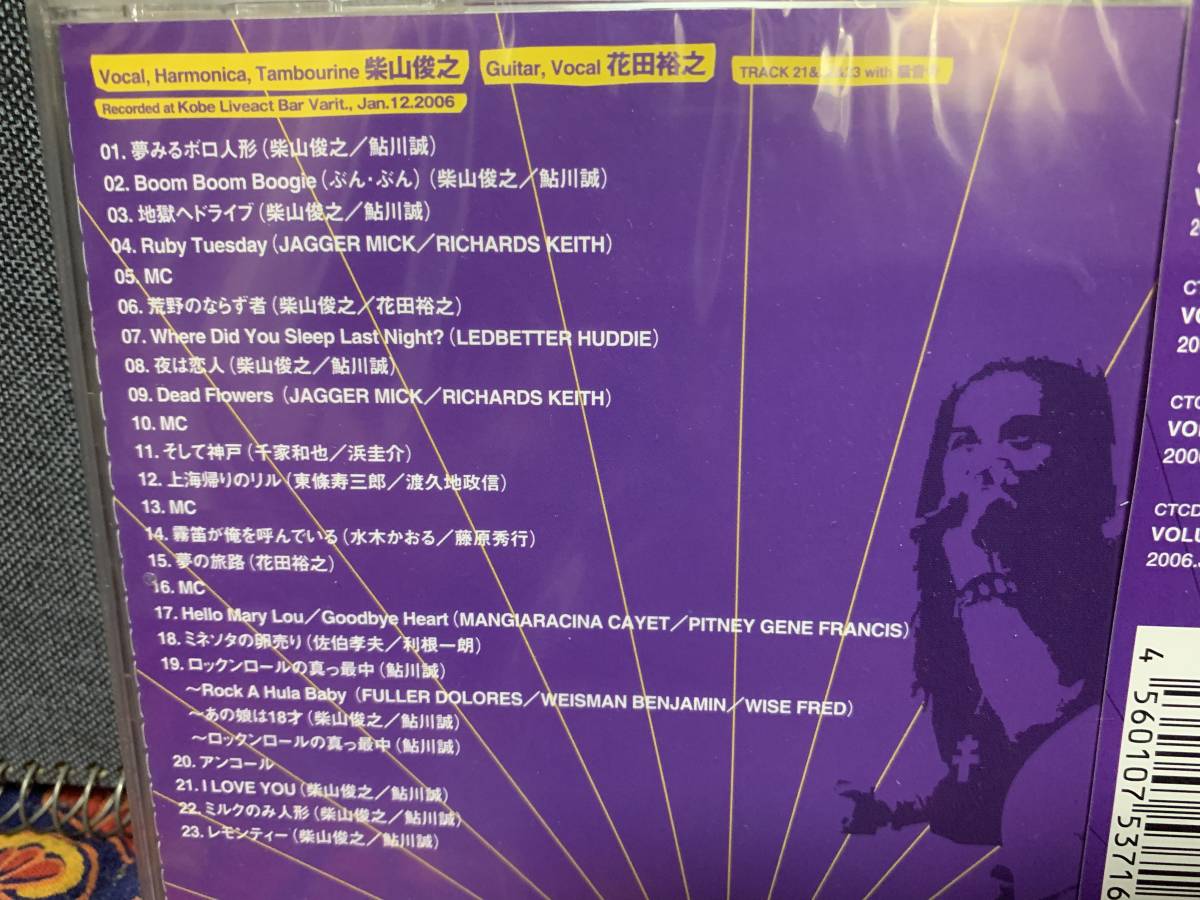 Vocal, Harmonica, Tambourine 柴山俊之 Guitar, Vocal 花田裕之 TRACK 21& &23 with
Recorded at Kobe Liveact Bar Varit., Jan.12.2006
01. 夢みるボロ人形 (柴山俊之/鮎川誠)
02. Boom Boom Boogie (ぶん・ぶん) (柴山俊之/鮎川誠)
03. 地獄へドライブ (柴山俊之/鮎川誠)
04. Ruby Tuesday (JAGGER MICK/RICHARDS KEITH)
05. MC
06. 荒野のならず者 (柴山俊之/花田裕之)
07. Where Did You Sleep Last Night? (LEDBETTER HUDDIE)
08. 夜は恋人 (柴山俊之/鮎川誠)
09. Dead Flowers (JAGGER MICK/RICHARDS KEITH)
10. MC
11. そして神戸 (千家和也/浜圭介)
12. 上海帰りのリル (東條寿三郎/渡久地政信)
13. MC
14. 霧笛が俺を呼んでいる (水木かおる/藤原秀行)
15. 夢の旅路 (花田裕之)
16. MC
17. Hello Mary Lou/Goodbye Heart (MANGIARACINA CAYET/PITNEY GENE FRANCIS)
18. ミネソタの卵売り (佐伯孝夫/利根一朗)
19. ロックンロールの真っ最中 (鮎川誠)
～Rock A Hula Baby (FULLER DOLORES/WEISMAN BENJAMIN/WISE FRED)
～あの娘は18才 (柴山俊之/鮎川誠)
～ロックンロールの真っ最中 (鮎川誠)
20. アンコール
21. I LOVE YOU (柴山俊之/鮎川誠)
22. ミルクのみ人形 (柴山俊之/鮎川誠)
23. レモンティー (柴山俊之/鮎川誠)
CTCD
VOLU
2006.
4 560107 53716